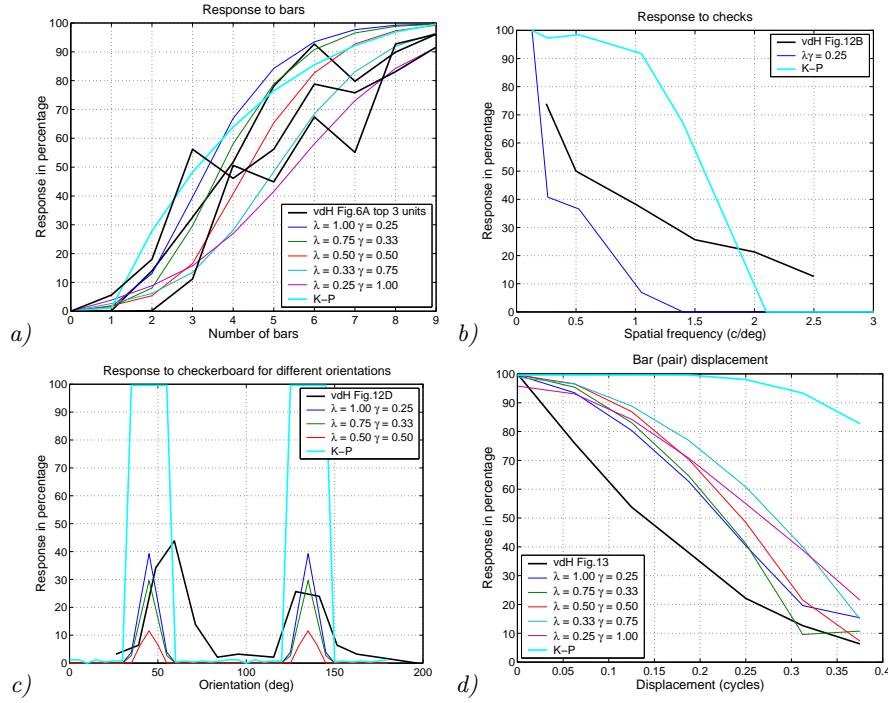 Response to bars
100
90
80
70
60
50
40
30
20
10
0
Response in percentage
vdH Fig.6A top 3 units
λ = 1.00 γ = 0.25
λ = 0.75 γ = 0.33
λ = 0.50 γ = 0.50
λ = 0.33 γ = 0.75
λ = 0.25 γ = 1.00
K−P
0 1 2 3 4 5 6 7 8 9
Number of bars
a)
Response to checks
100
90
80
70
60
50
40
30
20
10
0
Response in percentage
vdH Fig.12B
λγ = 0.25
K−P
0 0.5 1 1.5 2 2.5 3
Spatial frequency (c/deg)
b)
Response to checkerboard for different orientations
100
90
80
70
60
50
40
30
20
10
0
Response in percentage
vdH Fig.12D
λ = 1.00 γ = 0.25
λ = 0.75 γ = 0.33
λ = 0.50 γ = 0.50
K−P
0 50 100 150 200
Orientation (deg)
c)
Bar (pair) displacement
100
90
80
70
60
50
40
30
20
10
0
Response in percentage
vdH Fig.13
λ = 1.00 γ = 0.25
λ = 0.75 γ = 0.33
λ = 0.50 γ = 0.50
λ = 0.33 γ = 0.75
λ = 0.25 γ = 1.00
K−P
0 0.05 0.1 0.15 0.2 0.25 0.3 0.35 0.4
Displacement (cycles)
d)